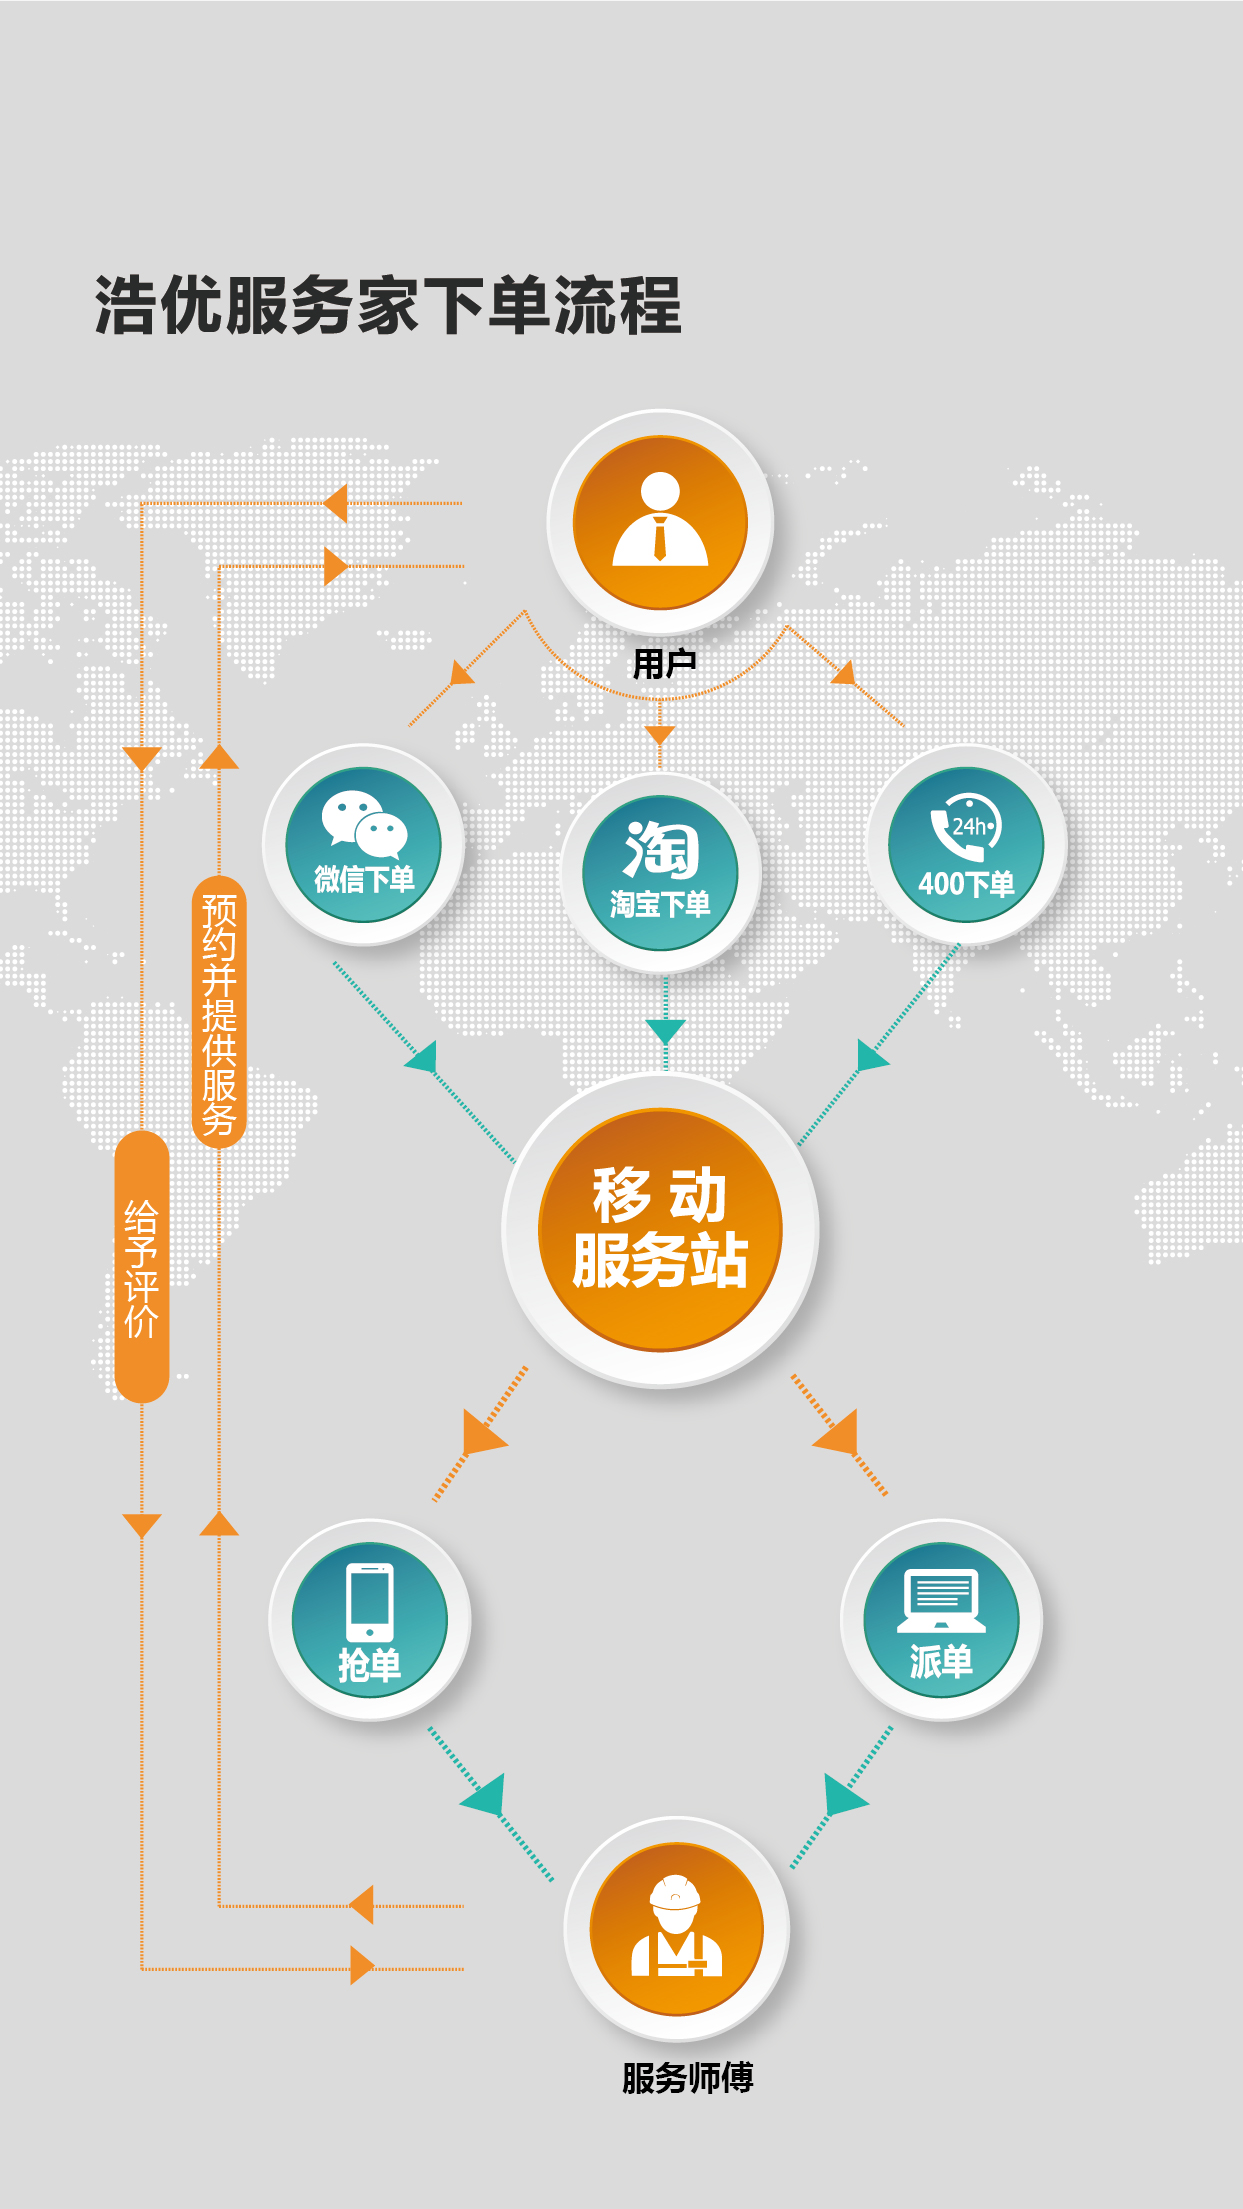 浩优服务家下单流程
用户
微信下单
淘
淘宝下单
24h
400下单
预约并提供服务
给予评价
移 动
服务站
抢单
派单
服务师傅